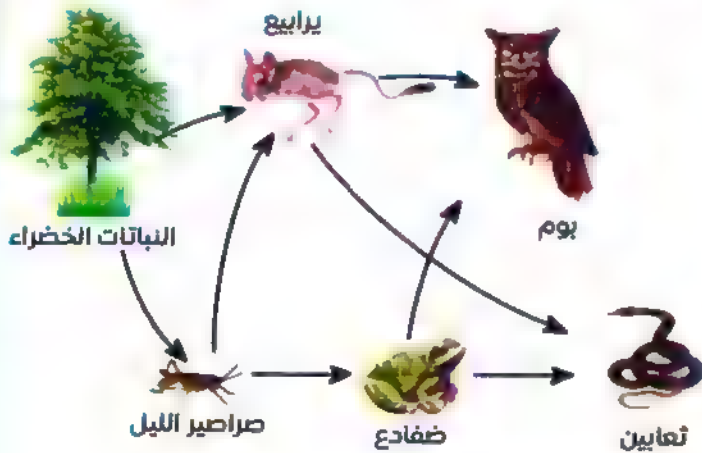 يرابيع
النباتات الخضراء
بوم
صراصير الليل
ضفادع
ثعابين